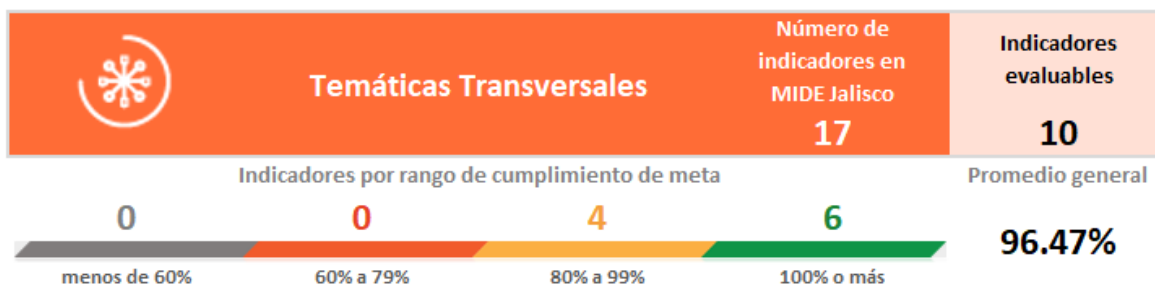 Temáticas Transversales
Número de
indicadores en
MIDE Jalisco
17
Indicadores
evaluables
10
Indicadores por rango de cumplimiento de meta
Promedio general
0
0
4
6
96.47%
menos de 60%
60% a 79%
80% a 99%
100% o más